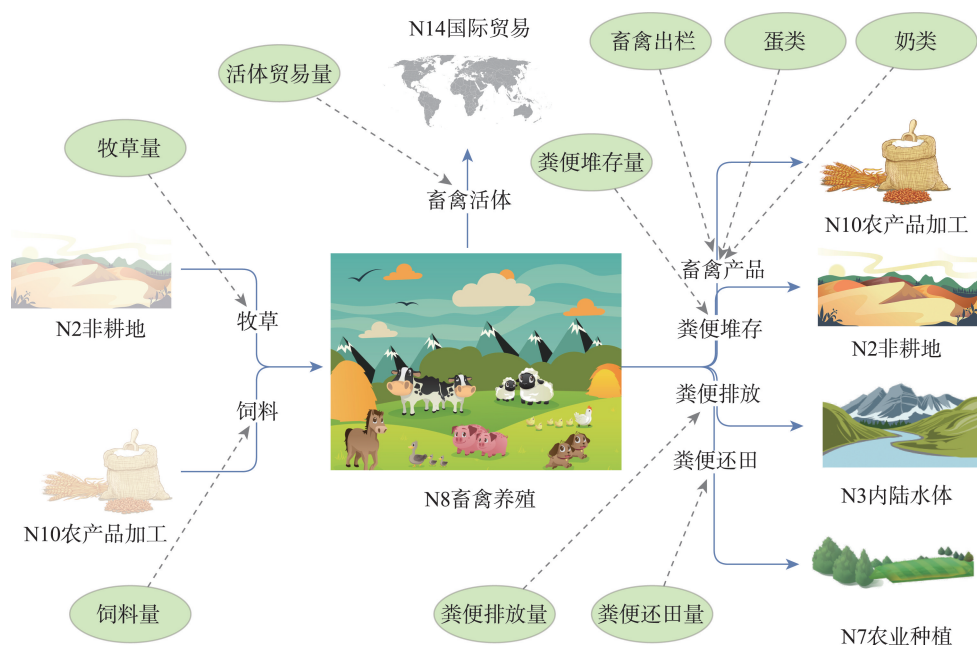 N14国际贸易
畜禽出栏
蛋类
奶类
活体贸易量
牧草量
粪便堆存量
畜禽活体
N10农产品加工
畜禽产品
N2非耕地
牧草
粪便堆存
N2非耕地
饲料
粪便排放
粪便还田
N8畜禽养殖
N3内陆水体
N10农产品加工
饲料量
粪便排放量
粪便还田量
N7农业种植